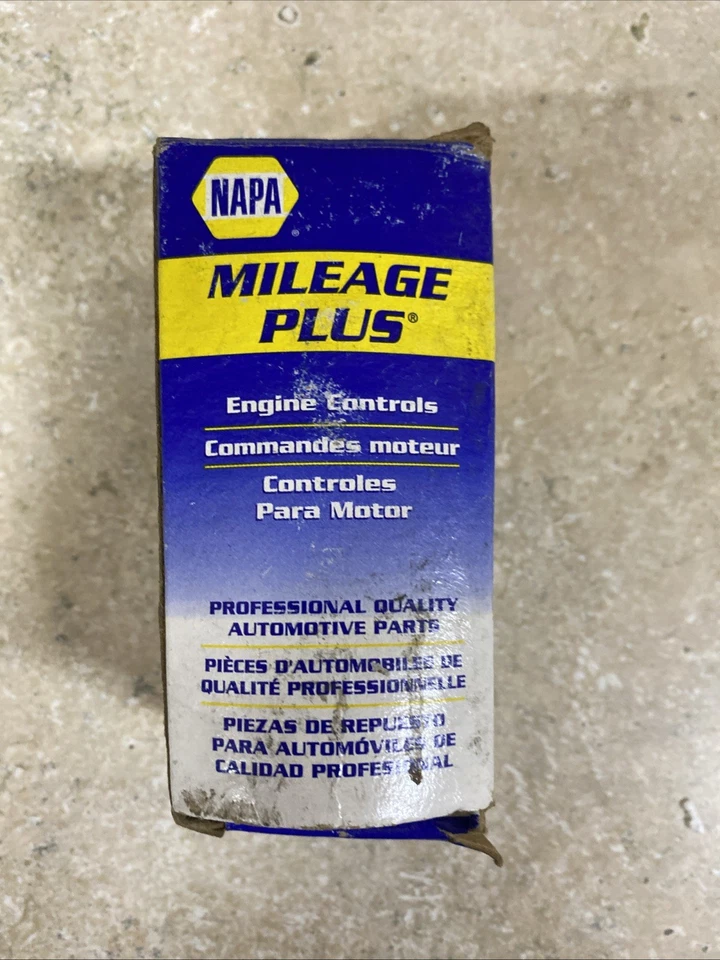 NAPA
®
MILEAGE
PLUS®
Engine Controls
Commandes moteur
Controles
Para Motor
PROFESSIONAL QUALITY
AUTOMOTIVE PARTS
PIÈCES D'AUTOMOBILES DE
QUALITÉ PROFESSIONNELLE
PIEZAS DE REPUESTO
PARA AUTOMÓVILES DE
CALIDAD PROFESIONAL